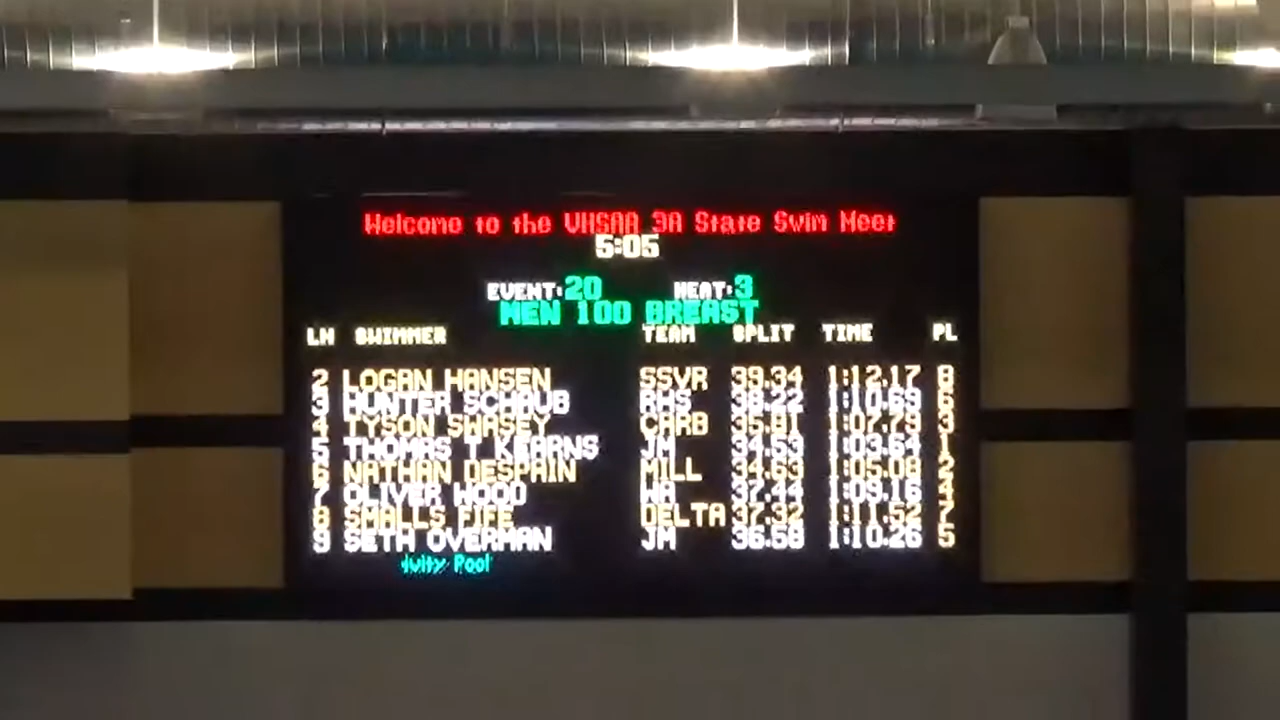 Welcome to the UHSAA 3A State Swim Meet
5:05
EVENT:20 HEAT:3
MEN 100 BREAST
LN SWIMMER TEAM SPLIT TIME PL
2 LOGAN HANSEN SSVR 39.34 1:12.17 8
3 HUNTER SCHAUB RHS 38.22 1:10.69 6
4 TYSON SWASEY CARB 35.81 1:07.79 3
5 THOMAS T KEARNS JM 34.53 1:03.64 1
6 NATHAN DESPAIN MILL 34.63 1:05.08 2
7 OLIVER WOOD WA 37.44 1:09.16 4
8 SMALLS FIFE DELTA 37.32 1:11.52 7
9 SETH OVERMAN JM 36.58 1:10.26 5
Pool